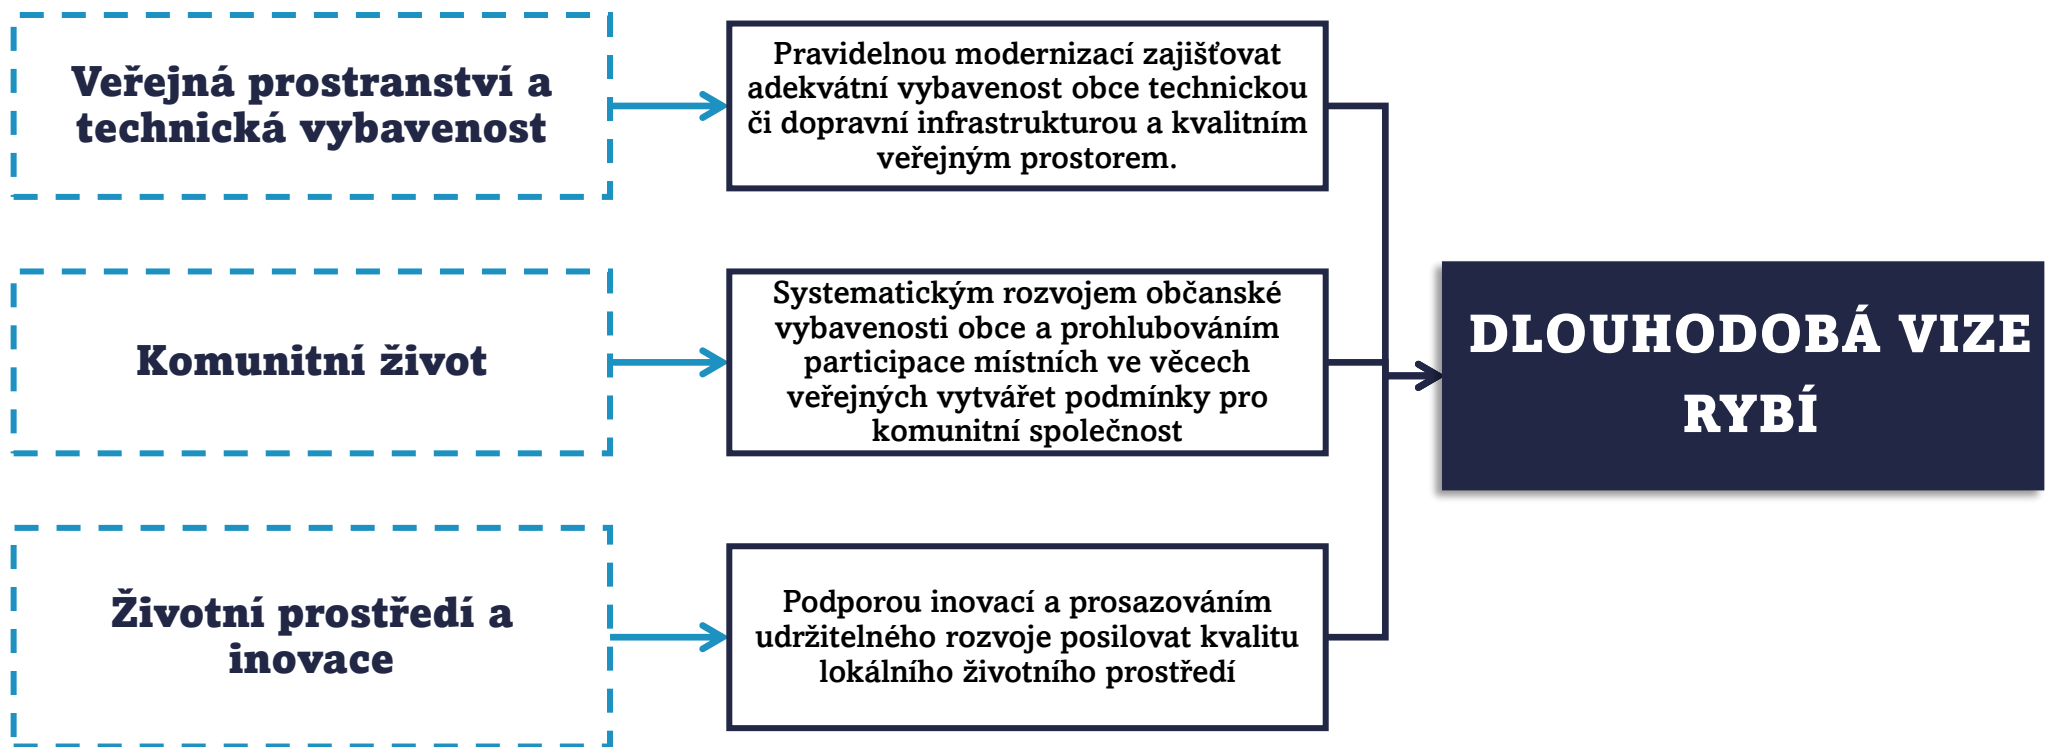 Veřejná prostranství a
technická vybavenost
Pravidelnou modernizací zajišťovat
adekvátní vybavenost obce technickou
či dopravní infrastrukturou a kvalitním
veřejným prostorem.
Komunitní život
Systematickým rozvojem občanské
vybavenosti obce a prohlubováním
participace místních ve věcech
veřejných vytvářet podmínky pro
komunitní společnost
Životní prostředí a
inovace
Podporou inovací a prosazováním
udržitelného rozvoje posilovat kvalitu
lokálního životního prostředí
DLOUHODOBÁ VIZE
RYBÍ